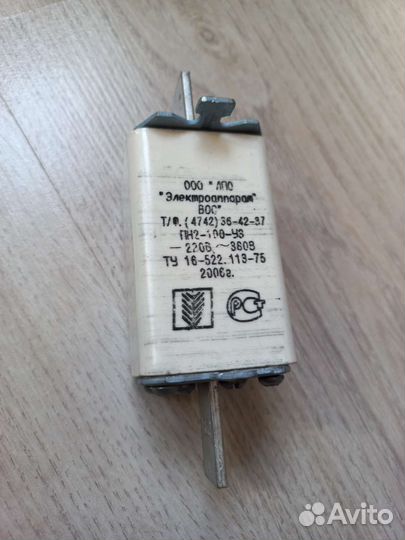 ООО "ЛПО
"Электроаппарат"
ВОС"
Т/Ф. (4742) 36-42-37
ПН2-100-У3
— 220В ~ 380В
ТУ 16-522.113-75
2006г.
РСТ
Avito